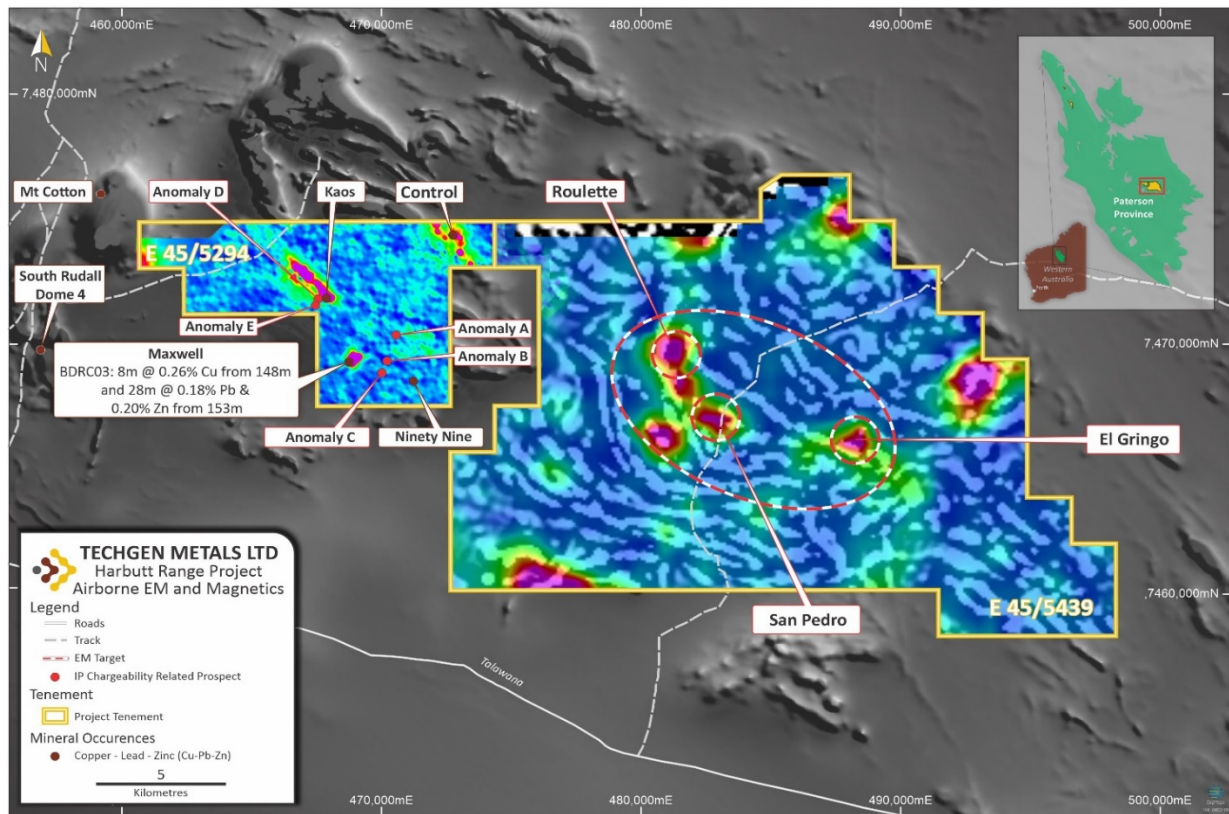 460,000mE
470,000mE
480,000mE
490,000mE
500,000mE
N
7,480,000mN
7,470,000mN
7,460,000mN
Mt Cotton
Anomaly D
Kaos
Control
Roulette
E 45/5294
South Rudall
Dome 4
Anomaly E
Anomaly A
Anomaly B
Maxwell
BDRC03: 8m @ 0.26% Cu from 148m
and 28m @ 0.18% Pb &
0.20% Zn from 153m
Anomaly C
Ninety Nine
El Gringo
San Pedro
E 45/5439
Talawana
Paterson
Province
Western
Australia
Perth
TECHGEN METALS LTD
Harbutt Range Project
Airborne EM and Magnetics
Legend
Roads
Track
EM Target
IP Chargeability Related Prospect
Tenement
Project Tenement
Mineral Occurences
Copper - Lead - Zinc (Cu-Pb-Zn)
5
Kilometres
470,000mE
480,000mE
490,000mE
500,000mE